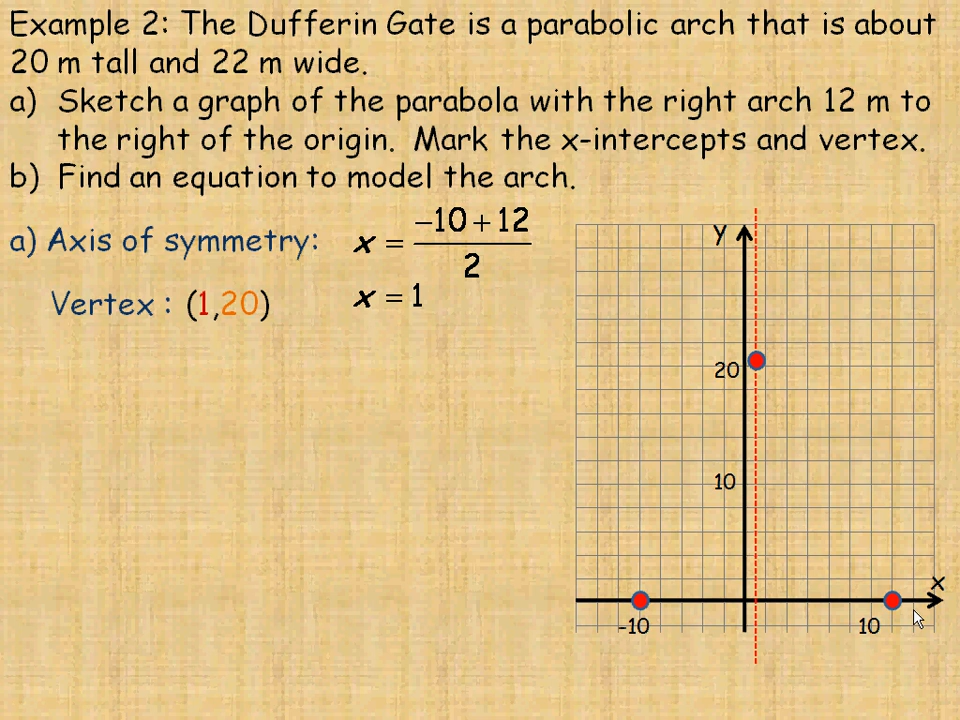 Example 2: The Dufferin Gate is a parabolic arch that is about
20 m tall and 22 m wide.
a) Sketch a graph of the parabola with the right arch 12 m to
the right of the origin. Mark the x-intercepts and vertex.
b) Find an equation to model the arch.
a) Axis of symmetry: x = \frac{-10+12}{2}
Vertex : (1,20) x = 1
y
20
10
x
-10 10